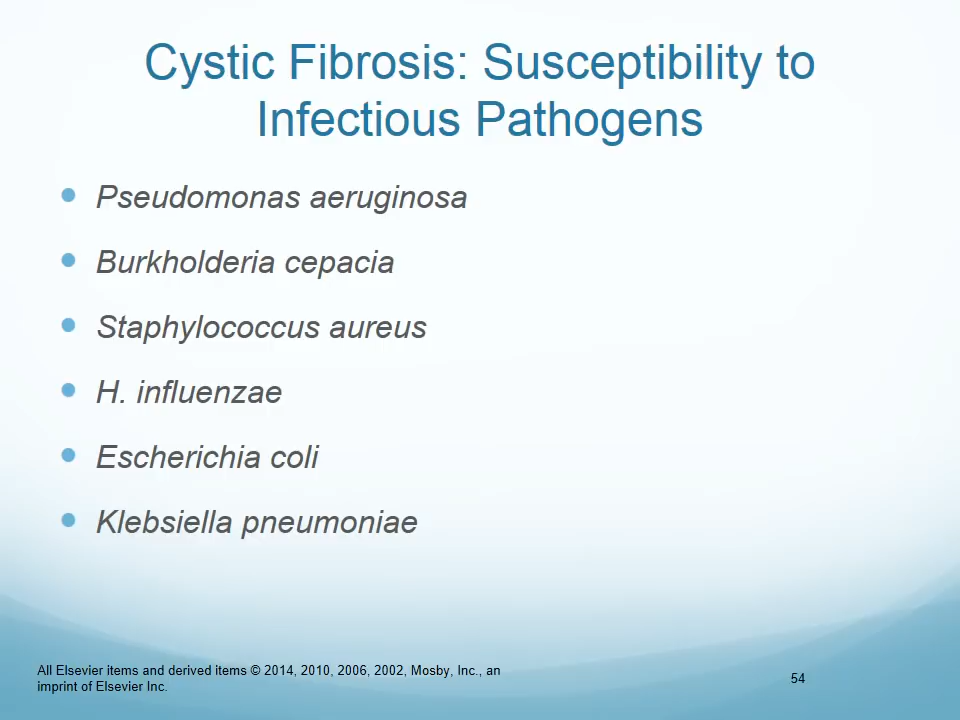 Cystic Fibrosis: Susceptibility to
Infectious Pathogens
Pseudomonas aeruginosa
Burkholderia cepacia
Staphylococcus aureus
H. influenzae
Escherichia coli
Klebsiella pneumoniae
All Elsevier items and derived items © 2014, 2010, 2006, 2002, Mosby, Inc., an
imprint of Elsevier Inc.
54